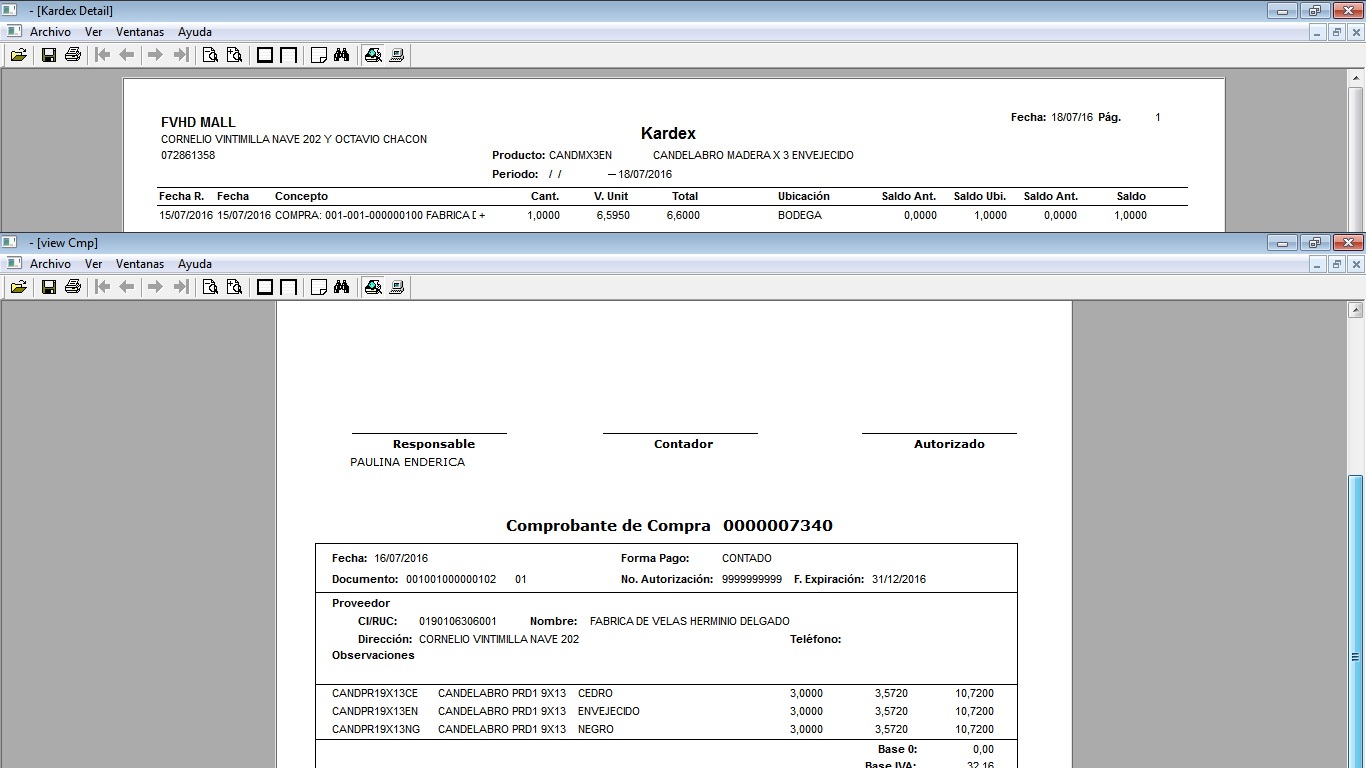 - [Kardex Detail]
Archivo Ver Ventanas Ayuda
FVHD MALL
CORNELIO VINTIMILLA NAVE 202 Y OCTAVIO CHACON
072861358
Fecha: 18/07/16 Pág. 1
Kardex
Producto: CANDMX3EN CANDELABRO MADERA X 3 ENVEJECIDO
Periodo: / / — 18/07/2016
Fecha R. Fecha Concepto Cant. V. Unit Total Ubicación Saldo Ant. Saldo Ubi. Saldo Ant. Saldo
15/07/2016 15/07/2016 COMPRA: 001-001-000000100 FABRICA D + 1,0000 6,5950 6,6000 BODEGA 0,0000 1,0000 0,0000 1,0000
- [view Cmp]
Archivo Ver Ventanas Ayuda
Responsable Contador Autorizado
PAULINA ENDERICA
Comprobante de Compra 0000007340
Fecha: 16/07/2016 Forma Pago: CONTADO
Documento: 001001000000102 01 No. Autorización: 9999999999 F. Expiración: 31/12/2016
Proveedor
CI/RUC: 0190106306001 Nombre: FABRICA DE VELAS HERMINIO DELGADO
Dirección: CORNELIO VINTIMILLA NAVE 202 Teléfono:
Observaciones
CANDPR19X13CE CANDELABRO PRD1 9X13 CEDRO 3,0000 3,5720 10,7200
CANDPR19X13EN CANDELABRO PRD1 9X13 ENVEJECIDO 3,0000 3,5720 10,7200
CANDPR19X13NG CANDELABRO PRD1 9X13 NEGRO 3,0000 3,5720 10,7200
Base 0: 0,00
Base IVA: 32,16